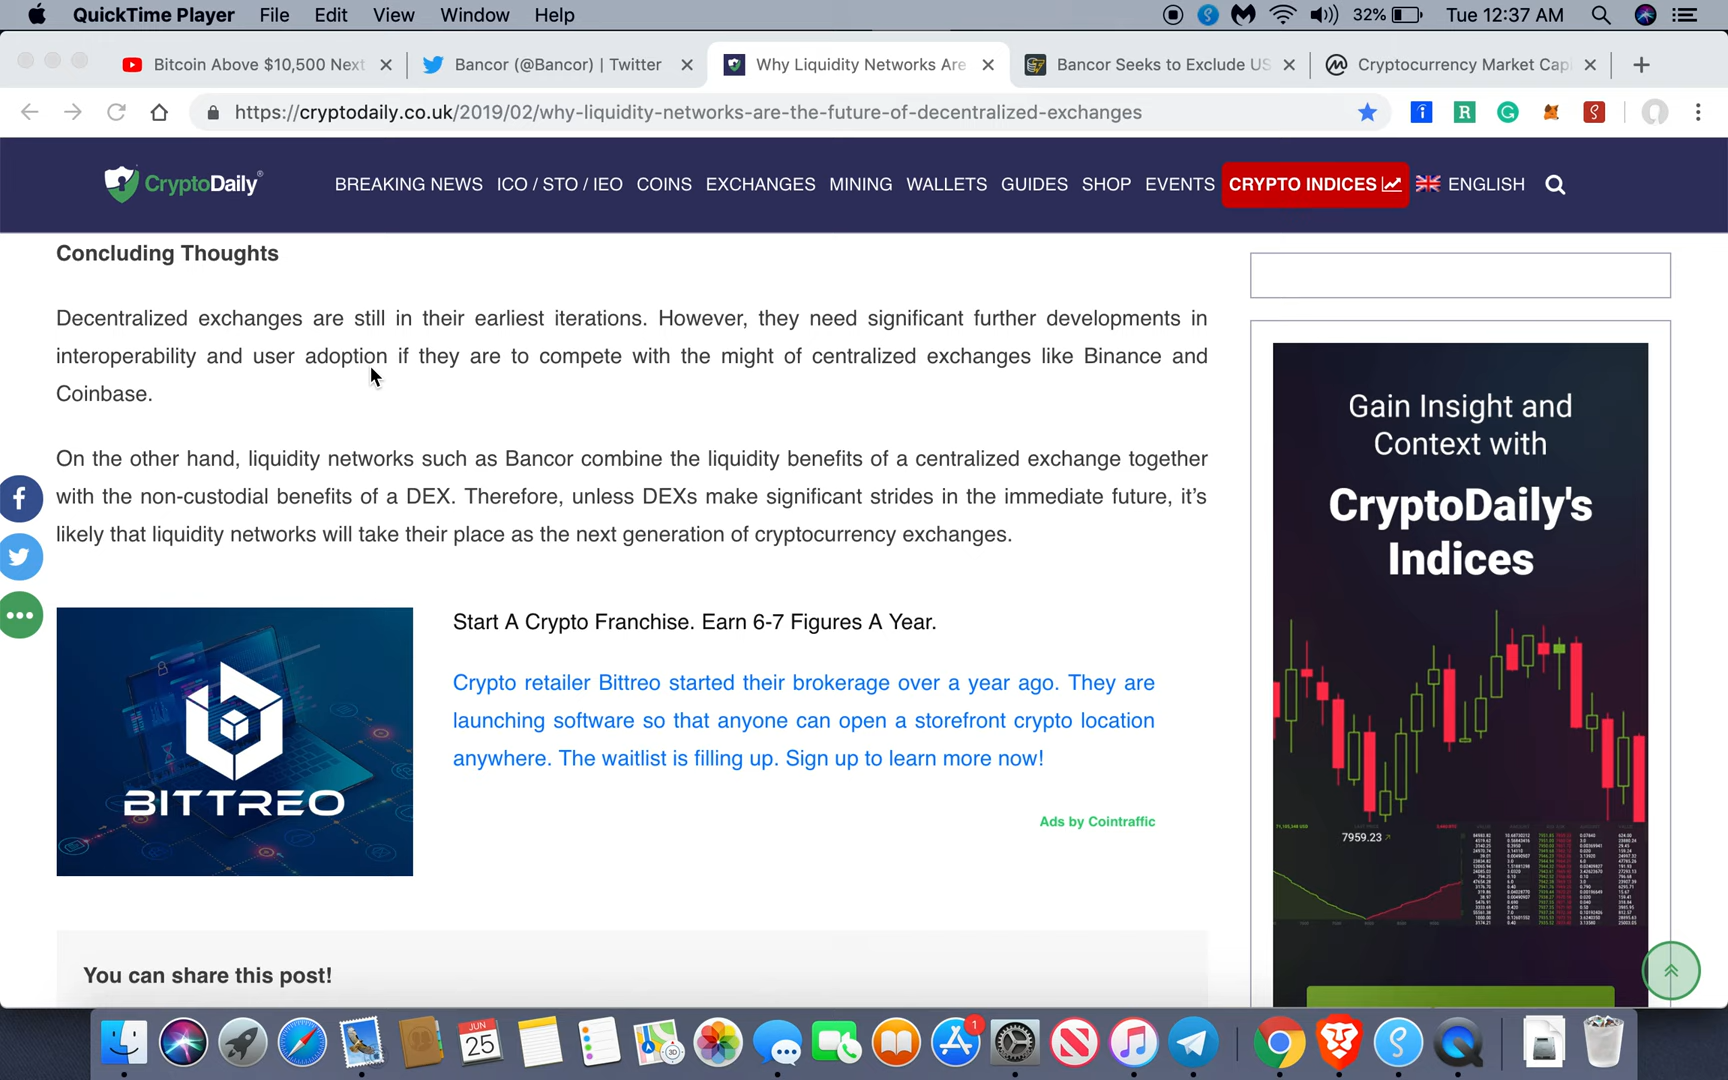 QuickTime Player File Edit View Window Help 32% Tue 12:37 AM
Bitcoin Above $10,500 Next
Bancor (@Bancor) | Twitter
Why Liquidity Networks Are
Bancor Seeks to Exclude US
Cryptocurrency Market Capi
https://cryptodaily.co.uk/2019/02/why-liquidity-networks-are-the-future-of-decentralized-exchanges
CryptoDaily
BREAKING NEWS ICO / STO / IEO COINS EXCHANGES MINING WALLETS GUIDES SHOP EVENTS CRYPTO INDICES ENGLISH
Concluding Thoughts
Decentralized exchanges are still in their earliest iterations. However, they need significant further developments in
interoperability and user adoption if they are to compete with the might of centralized exchanges like Binance and
Coinbase.
On the other hand, liquidity networks such as Bancor combine the liquidity benefits of a centralized exchange together
with the non-custodial benefits of a DEX. Therefore, unless DEXs make significant strides in the immediate future, it's
likely that liquidity networks will take their place as the next generation of cryptocurrency exchanges.
BITTREO
Start A Crypto Franchise. Earn 6-7 Figures A Year.
Crypto retailer Bittreo started their brokerage over a year ago. They are
launching software so that anyone can open a storefront crypto location
anywhere. The waitlist is filling up. Sign up to learn more now!
Ads by Cointraffic
You can share this post!
Gain Insight and
Context with
CryptoDaily's
Indices
7959.23
JUN
25
3D
1